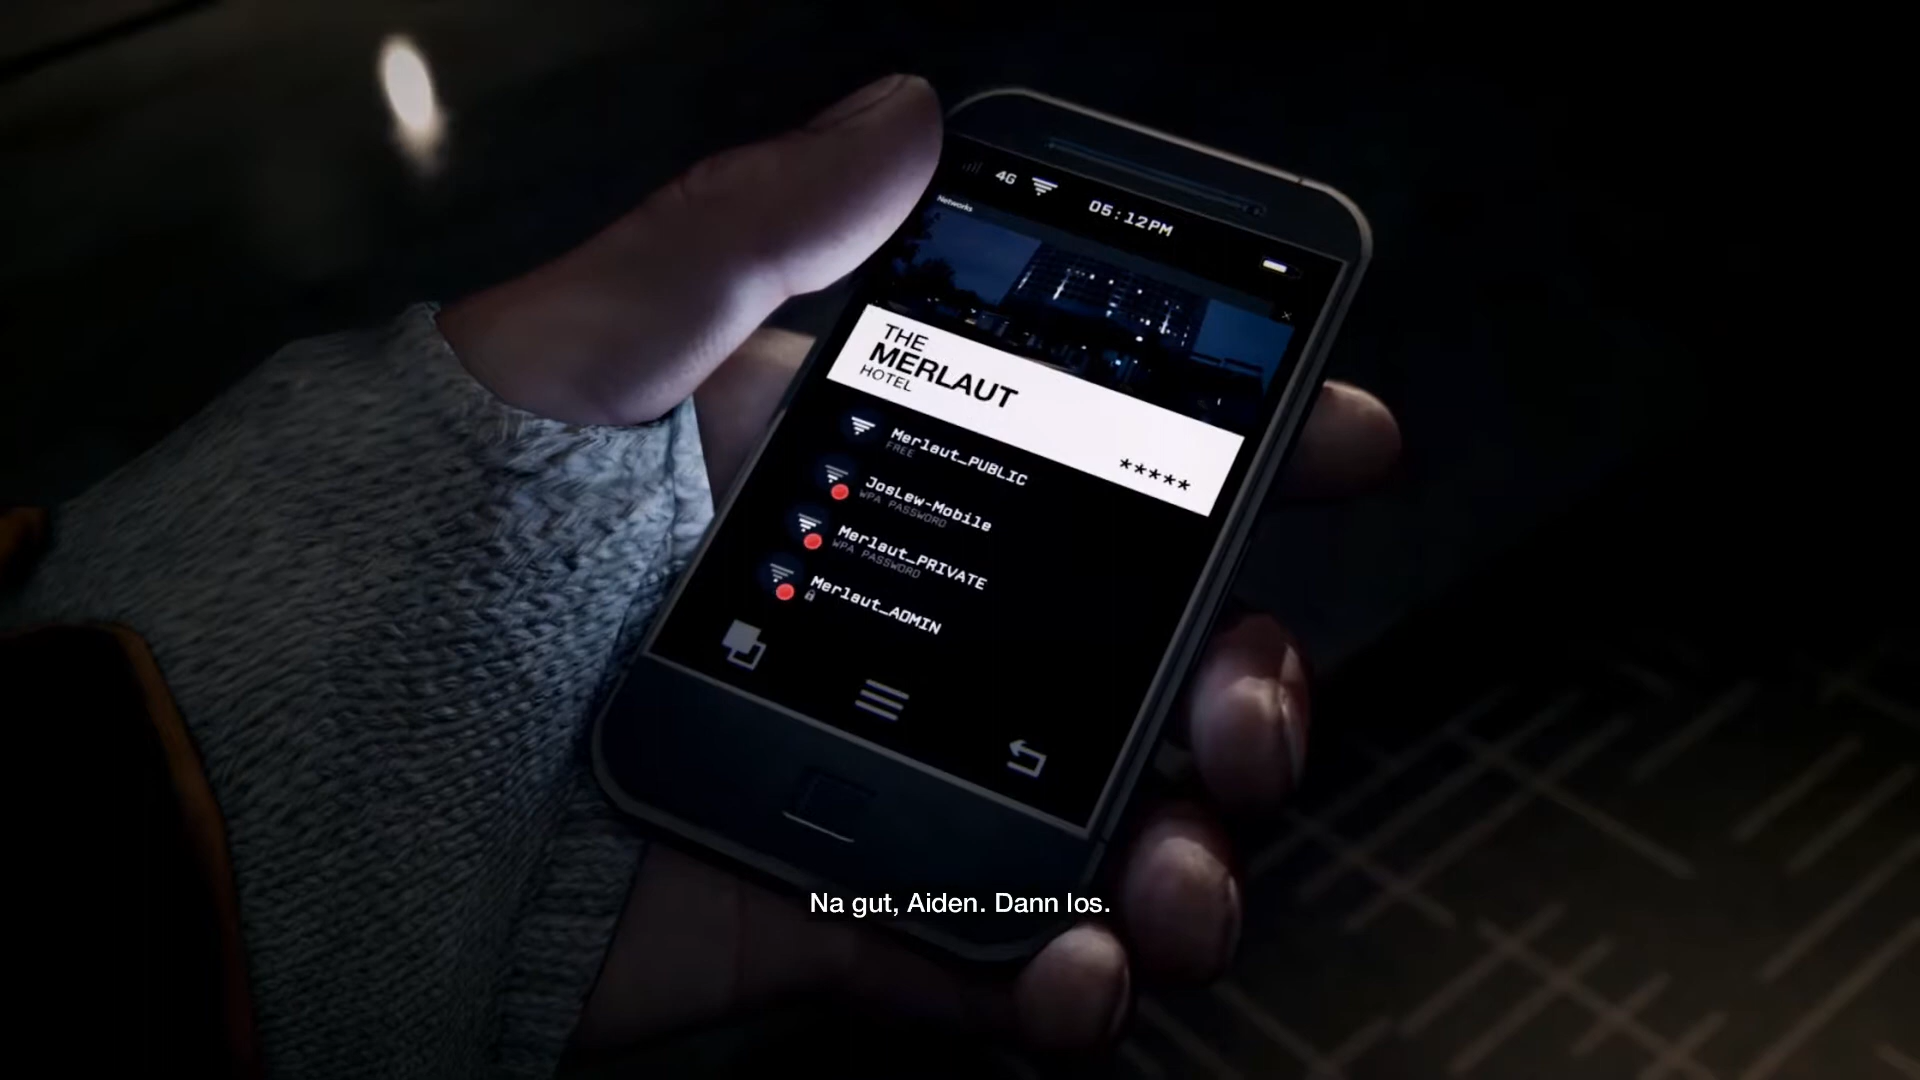 4G
05:12PM
Networks
THE
MERLAUT
HOTEL
*****
Merlaut_PUBLIC
FREE
JosLew-Mobile
WPA PASSWORD
Merlaut_PRIVATE
WPA PASSWORD
Merlaut_ADMIN
Na gut, Aiden. Dann los.